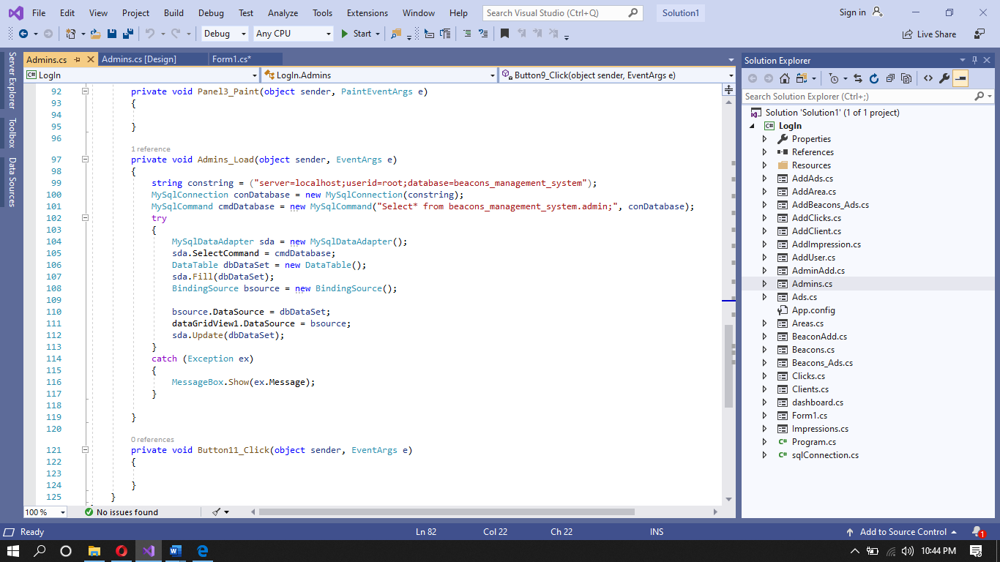 File Edit View Project Build Debug Test Analyze Tools Extensions Window Help Search Visual Studio (Ctrl+Q) Solution1 Sign in
Debug Any CPU Start Live Share
Server Explorer
Toolbox
Data Sources
Admins.cs Admins.cs [Design] Form1.cs*
C# LogIn LogIn.Admins Button9_Click(object sender, EventArgs e)
92 private void Panel3_Paint(object sender, PaintEventArgs e)
93 {
94
95 }
96
1 reference
97 private void Admins_Load(object sender, EventArgs e)
98 {
99 string constring = ("server=localhost;userid=root;database=beacons_management_system");
100 MySqlConnection conDatabase = new MySqlConnection(constring);
101 MySqlCommand cmdDatabase = new MySqlCommand("Select* from beacons_management_system.admin;", conDatabase);
102 try
103 {
104 MySqlDataAdapter sda = new MySqlDataAdapter();
105 sda.SelectCommand = cmdDatabase;
106 DataTable dbDataSet = new DataTable();
107 sda.Fill(dbDataSet);
108 BindingSource bsource = new BindingSource();
109
110 bsource.DataSource = dbDataSet;
111 dataGridView1.DataSource = bsource;
112 sda.Update(dbDataSet);
113 }
114 catch (Exception ex)
115 {
116 MessageBox.Show(ex.Message);
117 }
118
119 }
120
0 references
121 private void Button11_Click(object sender, EventArgs e)
122 {
123
124 }
125 }
100 % No issues found
Solution Explorer
Search Solution Explorer (Ctrl+;)
Solution 'Solution1' (1 of 1 project)
C# LogIn
Properties
References
Resources
AddAds.cs
AddArea.cs
AddBeacons_Ads.cs
AddClicks.cs
AddClient.cs
AddImpression.cs
AddUser.cs
AdminAdd.cs
Admins.cs
Ads.cs
App.config
Areas.cs
BeaconAdd.cs
Beacons.cs
Beacons_Ads.cs
Clicks.cs
Clients.cs
dashboard.cs
Form1.cs
Impressions.cs
C# Program.cs
C# sqlConnection.cs
Ready Ln 82 Col 22 Ch 22 INS Add to Source Control 1
10:44 PM